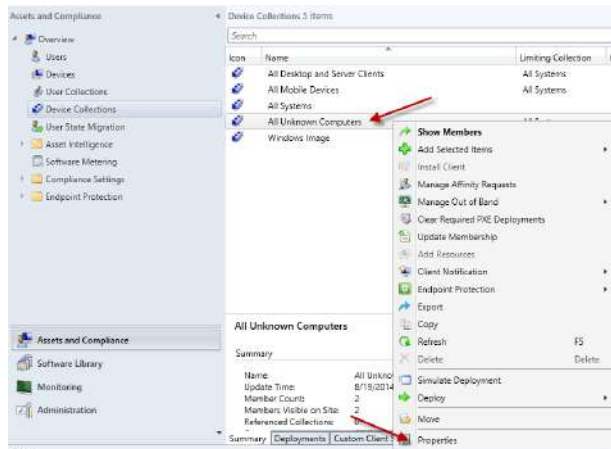 Assets and Compliance
Overview
Users
Devices
User Collections
Device Collections
User State Migration
Asset Intelligence
Software Metering
Compliance Settings
Endpoint Protection
Assets and Compliance
Software Library
Monitoring
Administration
Device Collections 5 items
Search
Icon Name Limiting Collection
All Desktop and Server Clients All Systems
All Mobile Devices All Systems
All Systems
All Unknown Computers
Windows Image
Show Members
Add Selected Items
Install Client
Manage Affinity Requests
Manage Out of Band
Clear Required PXE Deployments
Update Membership
Add Resources
Client Notification
Endpoint Protection
Export
Copy
Refresh F5
Delete Delete
Simulate Deployment
Deploy
Move
Properties
All Unknown Computers
Summary
Name: All Unkno
Update Time: 8/19/2014
Member Count: 2
Members Visible on Site: 2
Referenced Collections:
Summary Deployments Custom Client